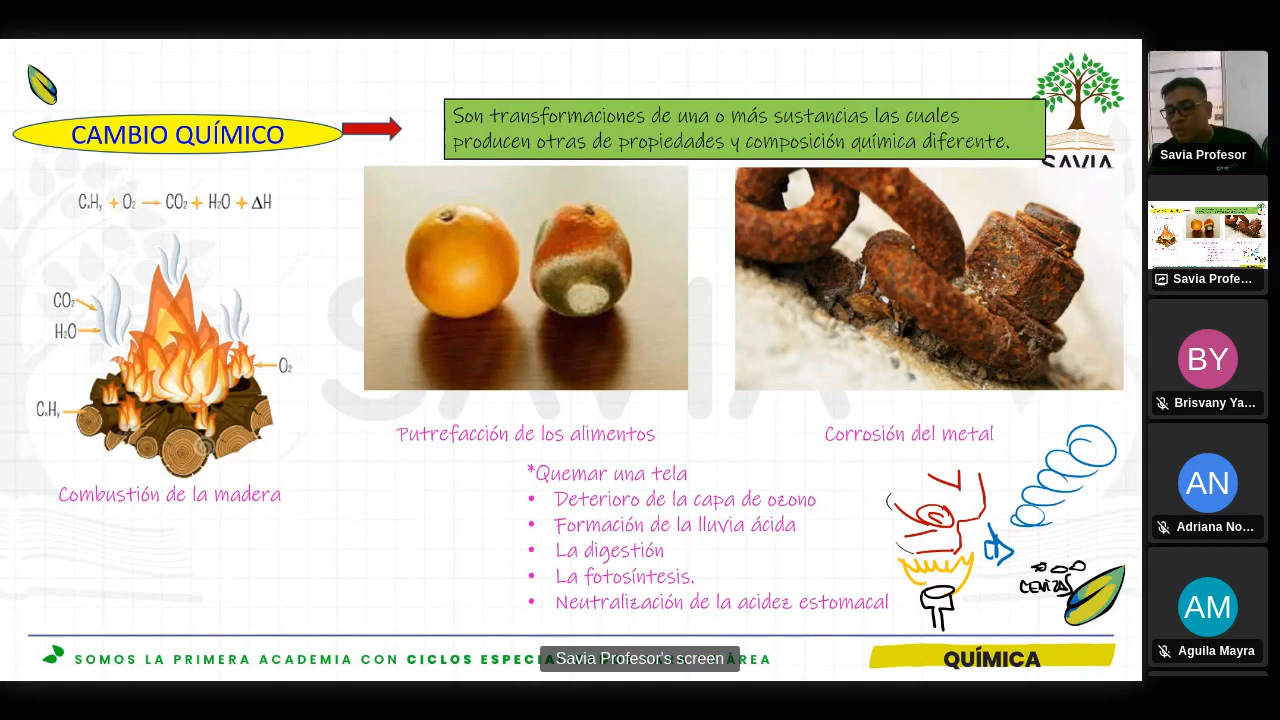 CAMBIO QUÍMICO
Son transformaciones de una o más sustancias las cuales
producen otras de propiedades y composición química diferente.
SAVIA
CₓHᵧ + O₂ → CO₂ + H₂O + ΔH
CO₂
H₂O
O₂
CₓHᵧ
Combustión de la madera
Putrefacción de los alimentos
Corrosión del metal
*Quemar una tela
• Deterioro de la capa de ozono
• Formación de la lluvia ácida
• La digestión
• La fotosíntesis.
• Neutralización de la acidez estomacal
CENIZAS
SOMOS LA PRIMERA ACADEMIA CON CICLOS ESPECI
ÁREA
Savia Profesor's screen
QUÍMICA
Savia Profesor
Savia Profe...
BY
Brisvany Ya...
AN
Adriana No...
AM
Aguila Mayra